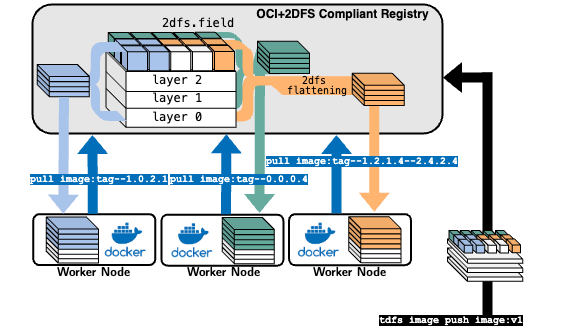 OCI+2DFS Compliant Registry
2dfs.field
layer 2
layer 1
layer 0
2dfs
flattening
pull image:tag--1.2.1.4--2.4.2.4
pull image:tag--1.0.2.1
pull image:tag--0.0.0.4
docker
docker
docker
Worker Node
Worker Node
Worker Node
tdfs image push image:v1